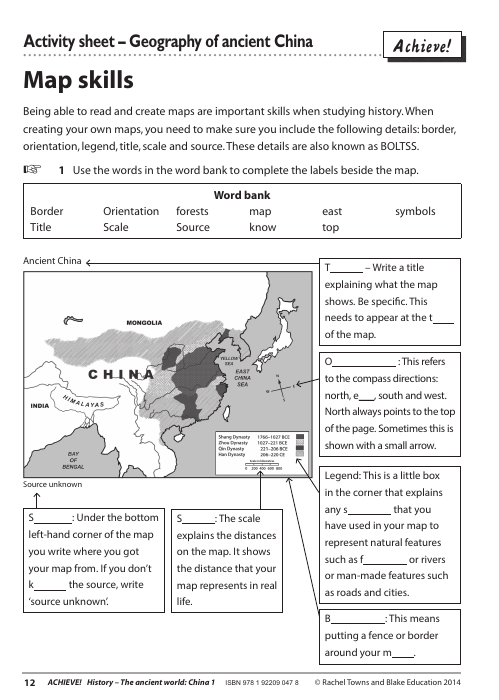 Activity sheet – Geography of ancient China
Achieve!
Map skills
Being able to read and create maps are important skills when studying history. When
creating your own maps, you need to make sure you include the following details: border,
orientation, legend, title, scale and source. These details are also known as BOLTSS.
1 Use the words in the word bank to complete the labels beside the map.
Word bank
Border Orientation forests map east symbols
Title Scale Source know top
Ancient China
T______ – Write a title
explaining what the map
shows. Be specific. This
needs to appear at the t____
of the map.
MONGOLIA
CHINA
YELLOW
SEA
EAST
CHINA
SEA
INDIA
HIMALAYAS
BAY
OF
BENGAL
Shang Dynasty 1766–1027 BCE
Zhou Dynasty 1027–221 BCE
Qin Dynasty 221–206 BCE
Han Dynasty 206–220 CE
0 200 400 600 800
O____________ : This refers
to the compass directions:
north, e___, south and west.
North always points to the top
of the page. Sometimes this is
shown with a small arrow.
Source unknown
Legend: This is a little box
in the corner that explains
any s________ that you
have used in your map to
represent natural features
such as f________ or rivers
or man-made features such
as roads and cities.
S_______: Under the bottom
left-hand corner of the map
you write where you got
your map from. If you don’t
k______ the source, write
‘source unknown’.
S______: The scale
explains the distances
on the map. It shows
the distance that your
map represents in real
life.
B__________: This means
putting a fence or border
around your m____.
12 ACHIEVE! History – The ancient world: China 1 ISBN 978 1 92209 047 8 © Rachel Towns and Blake Education 2014